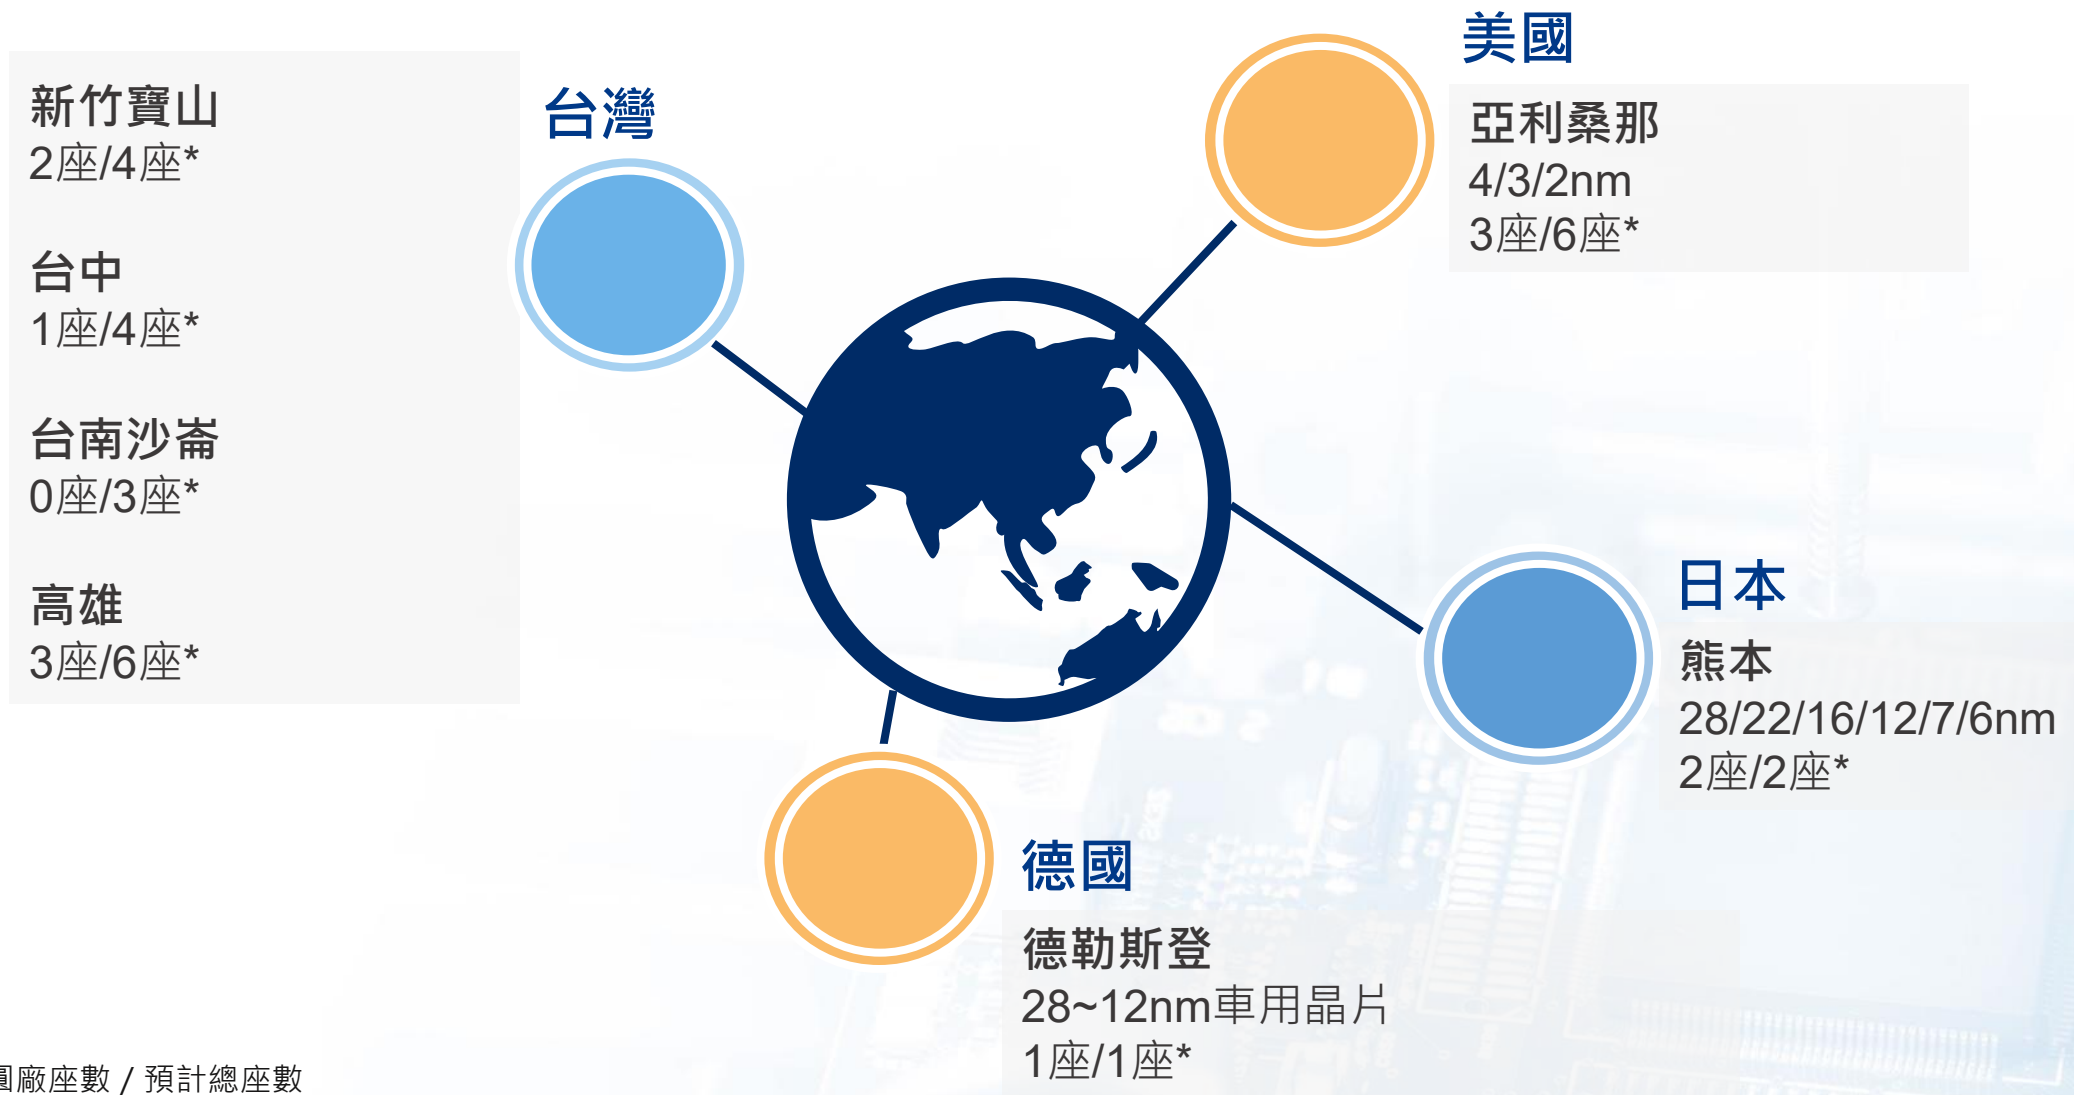 台灣
新竹寶山
2座/4座*
台中
1座/4座*
台南沙崙
0座/3座*
高雄
3座/6座*
美國
亞利桑那
4/3/2nm
3座/6座*
日本
熊本
28/22/16/12/7/6nm
2座/2座*
德國
德勒斯登
28~12nm車用晶片
1座/1座*
圓廠座數 / 預計總座數